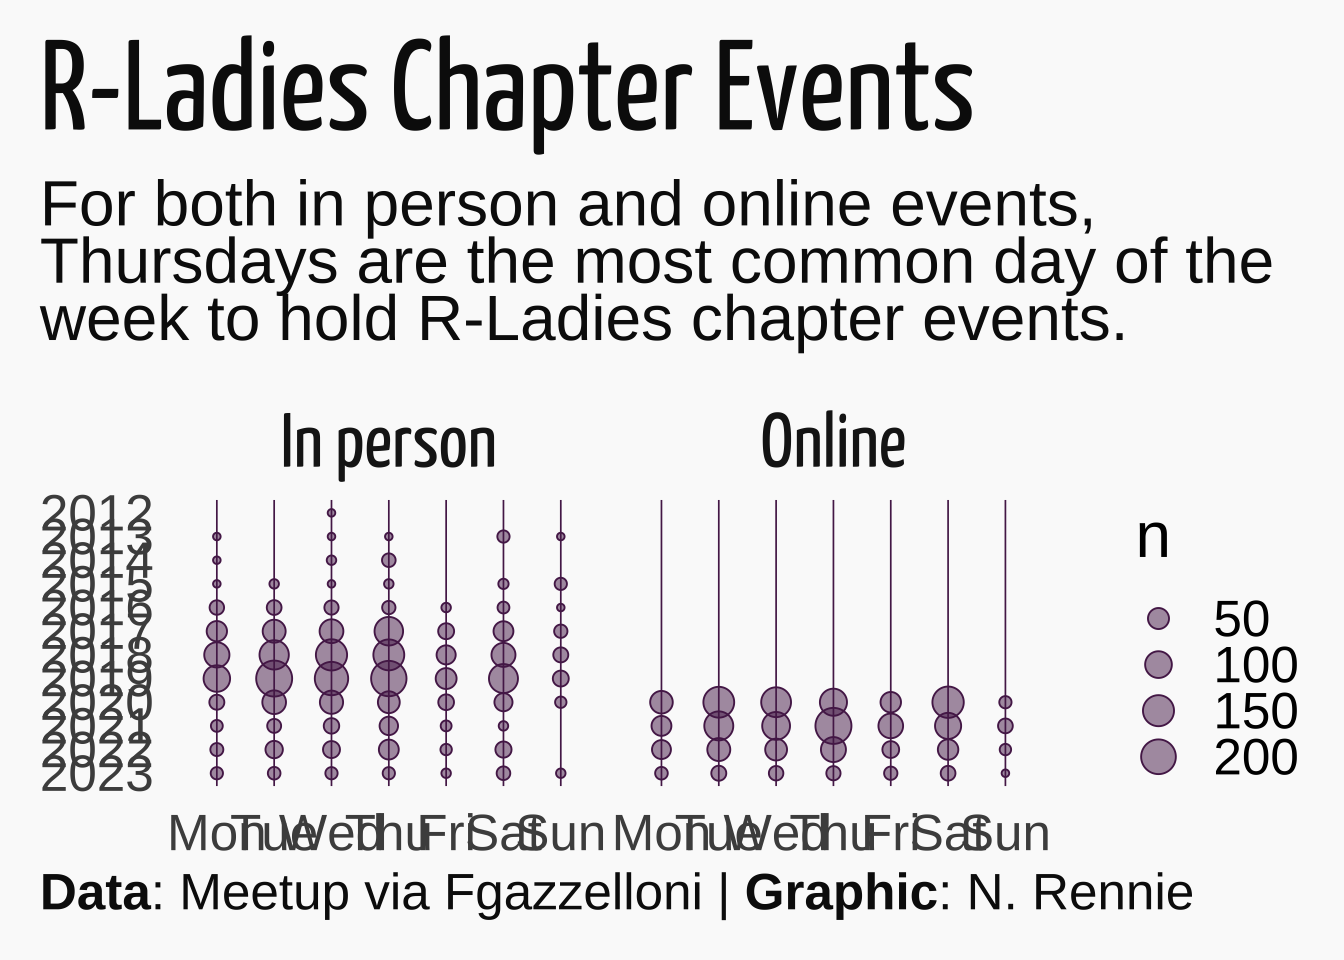 R-Ladies Chapter Events
For both in person and online events,
Thursdays are the most common day of the
week to hold R-Ladies chapter events.
In person Online
2012
2013
2014
2015
2016
2017
2018
2019
2020
2021
2022
2023
n
50
100
150
200
Mon Tue Wed Thu Fri Sat Sun Mon Tue Wed Thu Fri Sat Sun
Data: Meetup via Fgazzelloni | Graphic: N. Rennie